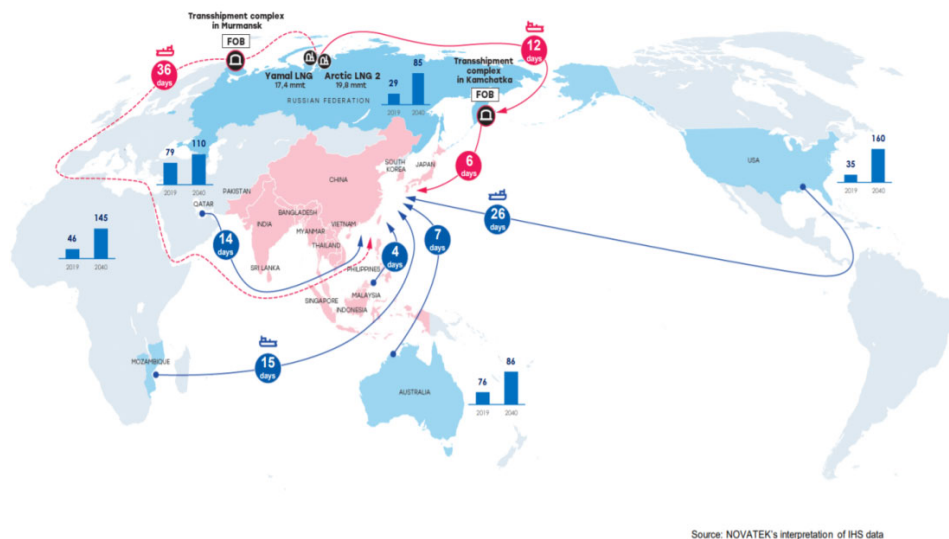 Transshipment complex
in Murmansk
FOB
36
days
Yamal LNG
17,4 mmt
Arctic LNG 2
19,8 mmt
RUSSIAN FEDERATION
29
85
2019
2040
12
days
Transshipment
complex
in Kamchatka
FOB
6
days
79
110
2019
2040
46
145
2019
2040
PAKISTAN
QATAR
INDIA
BANGLADESH
MYANMAR
THAILAND
VIETNAM
CHINA
SOUTH
KOREA
JAPAN
SRI LANKA
PHILIPPINES
SINGAPORE
MALAYSIA
INDONESIA
14
days
4
days
7
days
26
days
USA
35
160
2019
2040
MOZAMBIQUE
15
days
AUSTRALIA
76
86
2019
2040
Source: NOVATEK's interpretation of IHS data